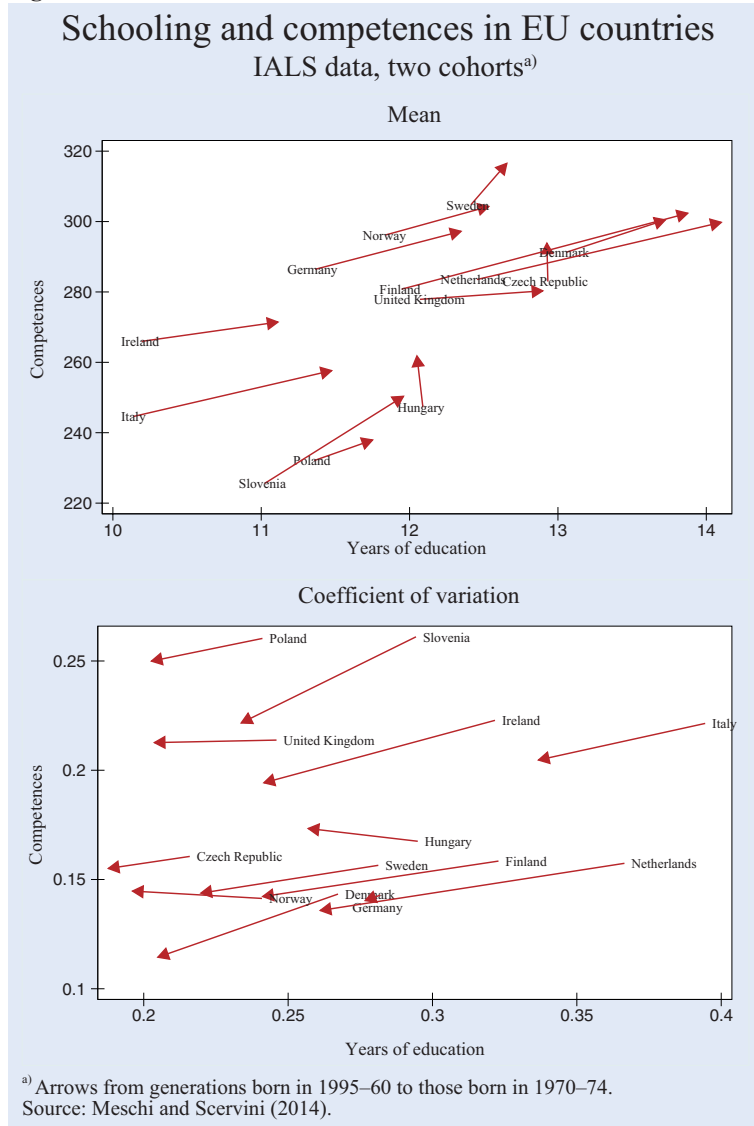 Schooling and competences in EU countries
IALS data, two cohorts a)
Mean
320
300
280
260
240
220
Competences
Sweden
Norway
Denmark
Germany
Netherlands
Czech Republic
Finland
United Kingdom
Ireland
Italy
Hungary
Poland
Slovenia
10 11 12 13 14
Years of education
Coefficient of variation
0.25
0.2
0.15
0.1
Competences
Poland
Slovenia
Ireland
Italy
United Kingdom
Hungary
Czech Republic
Sweden
Finland
Netherlands
Norway
Denmark
Germany
0.2 0.25 0.3 0.35 0.4
Years of education
a) Arrows from generations born in 1995–60 to those born in 1970–74.
Source: Meschi and Scervini (2014).